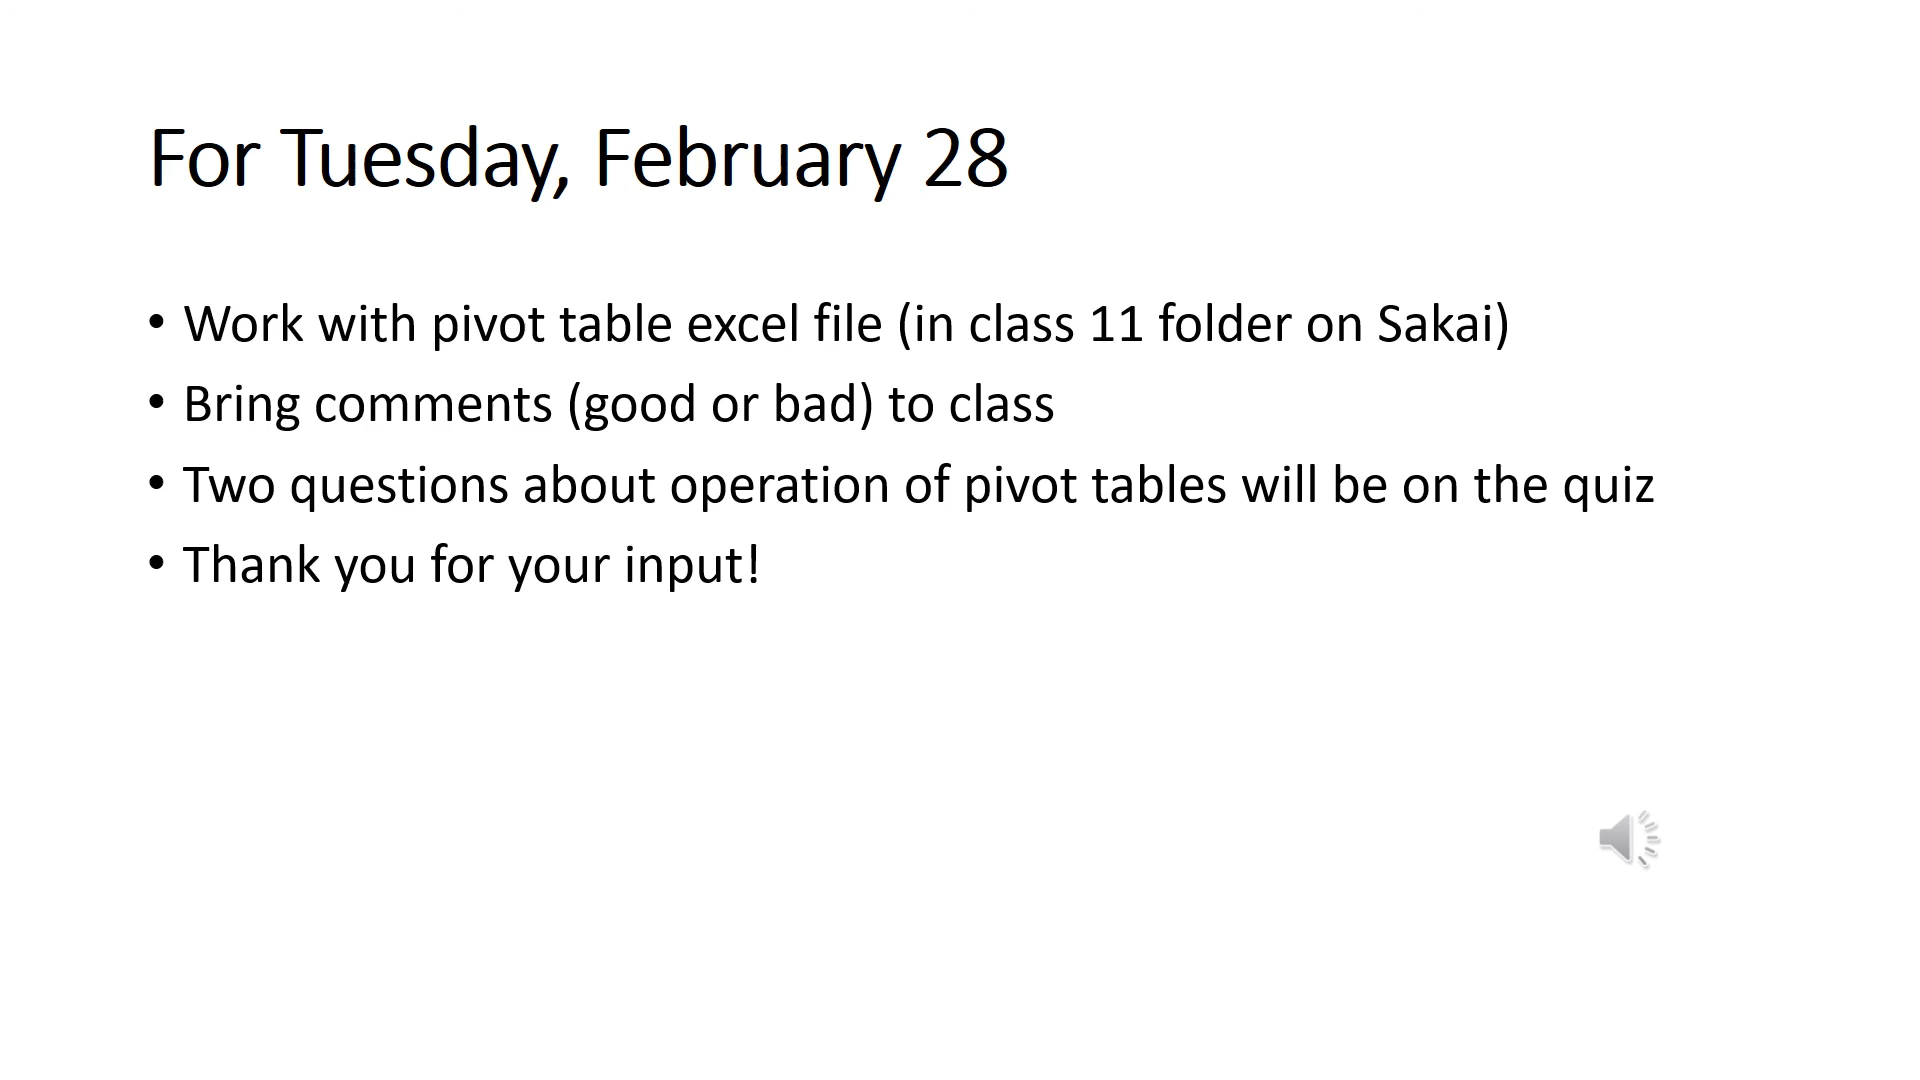 For Tuesday, February 28
• Work with pivot table excel file (in class 11 folder on Sakai)
• Bring comments (good or bad) to class
• Two questions about operation of pivot tables will be on the quiz
• Thank you for your input!